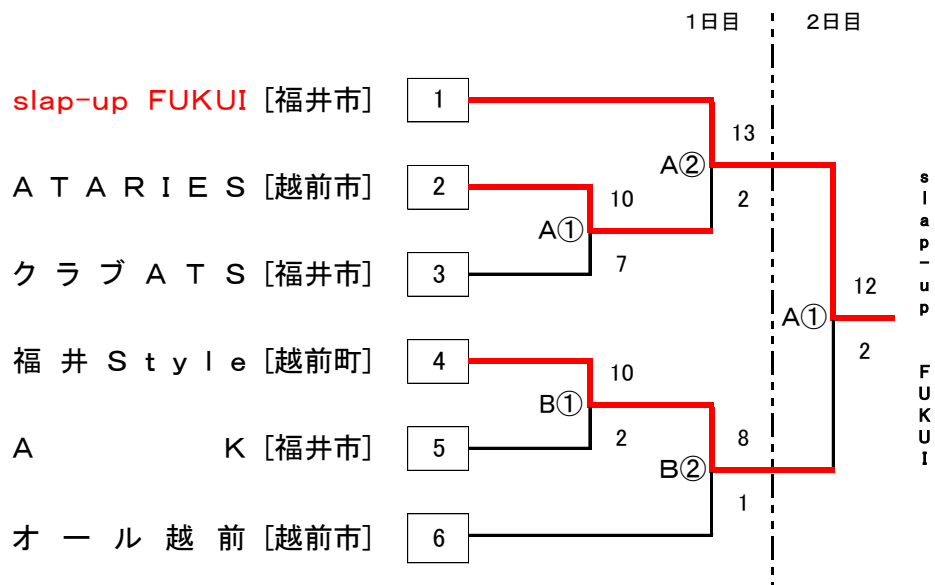 1日目 2日目
slap-up FUKUI [福井市] 1
13
A②
ATARIES [越前市] 2
10
2
A①
クラブATS [福井市] 3
7
12
A①
2
福井Style [越前町] 4
10
B①
AK [福井市] 5
2
8
B②
1
オール越前 [越前市] 6
slap-up FUKUI